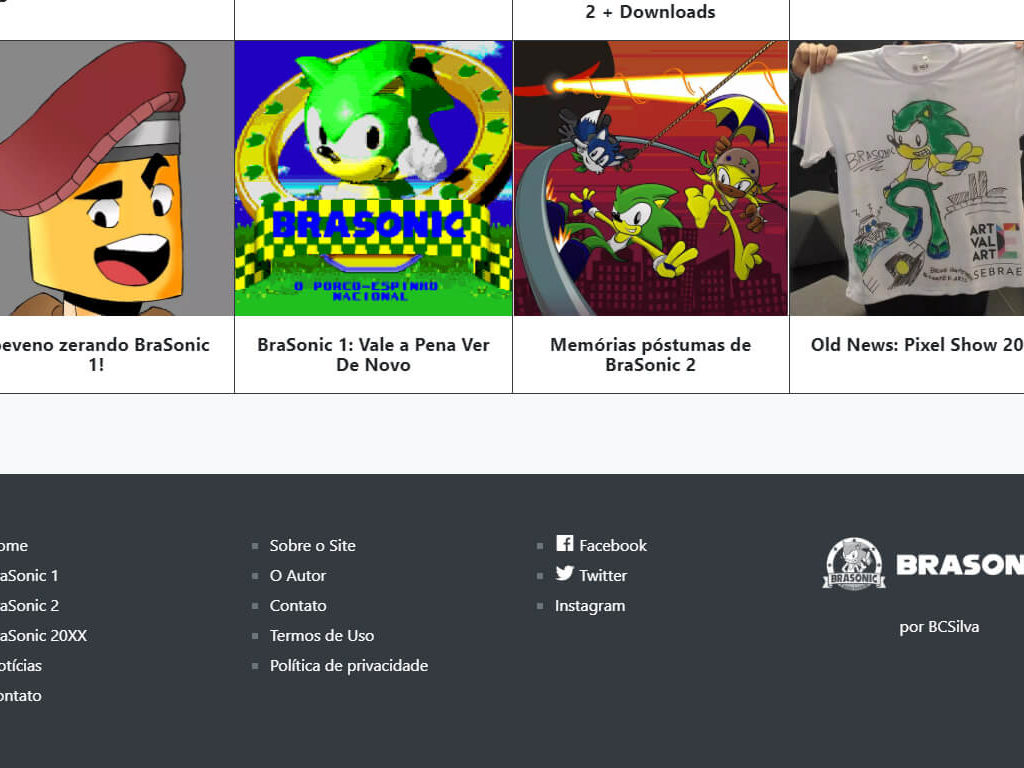 2 + Downloads
BRASONIC
O PORCO-ESPINHO
NACIONAL
BRASONIC
ART
VAL
ARTE
SEBRAE
eveno zerando BraSonic
1!
BraSonic 1: Vale a Pena Ver
De Novo
Memórias póstumas de
BraSonic 2
Old News: Pixel Show 20
ome
aSonic 1
aSonic 2
aSonic 20XX
otícias
ontato
Sobre o Site
O Autor
Contato
Termos de Uso
Política de privacidade
Facebook
Twitter
Instagram
BRASONIC
BRASON
por BCSilva